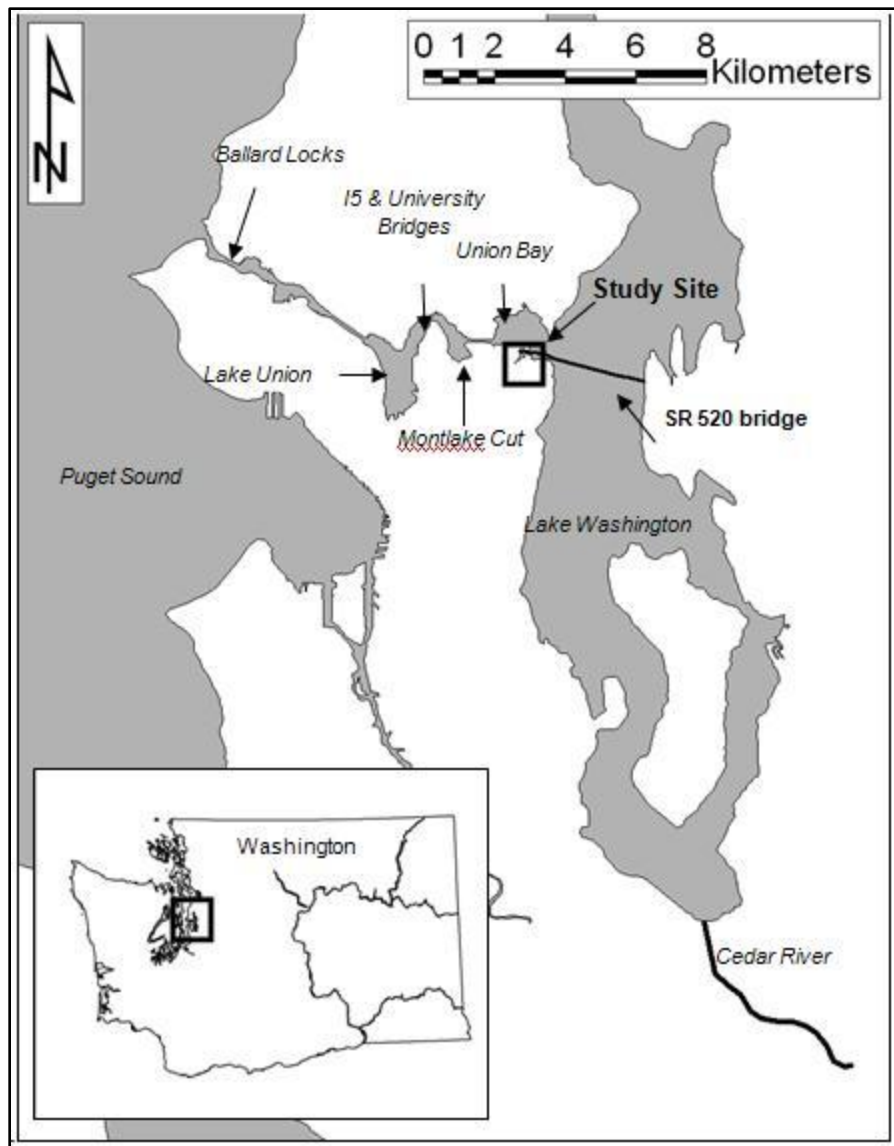 0 1 2 4 6 8
Kilometers
N
Ballard Locks
I5 & University
Bridges
Union Bay
Study Site
Lake Union
Montlake Cut
SR 520 bridge
Puget Sound
Lake Washington
Washington
Cedar River